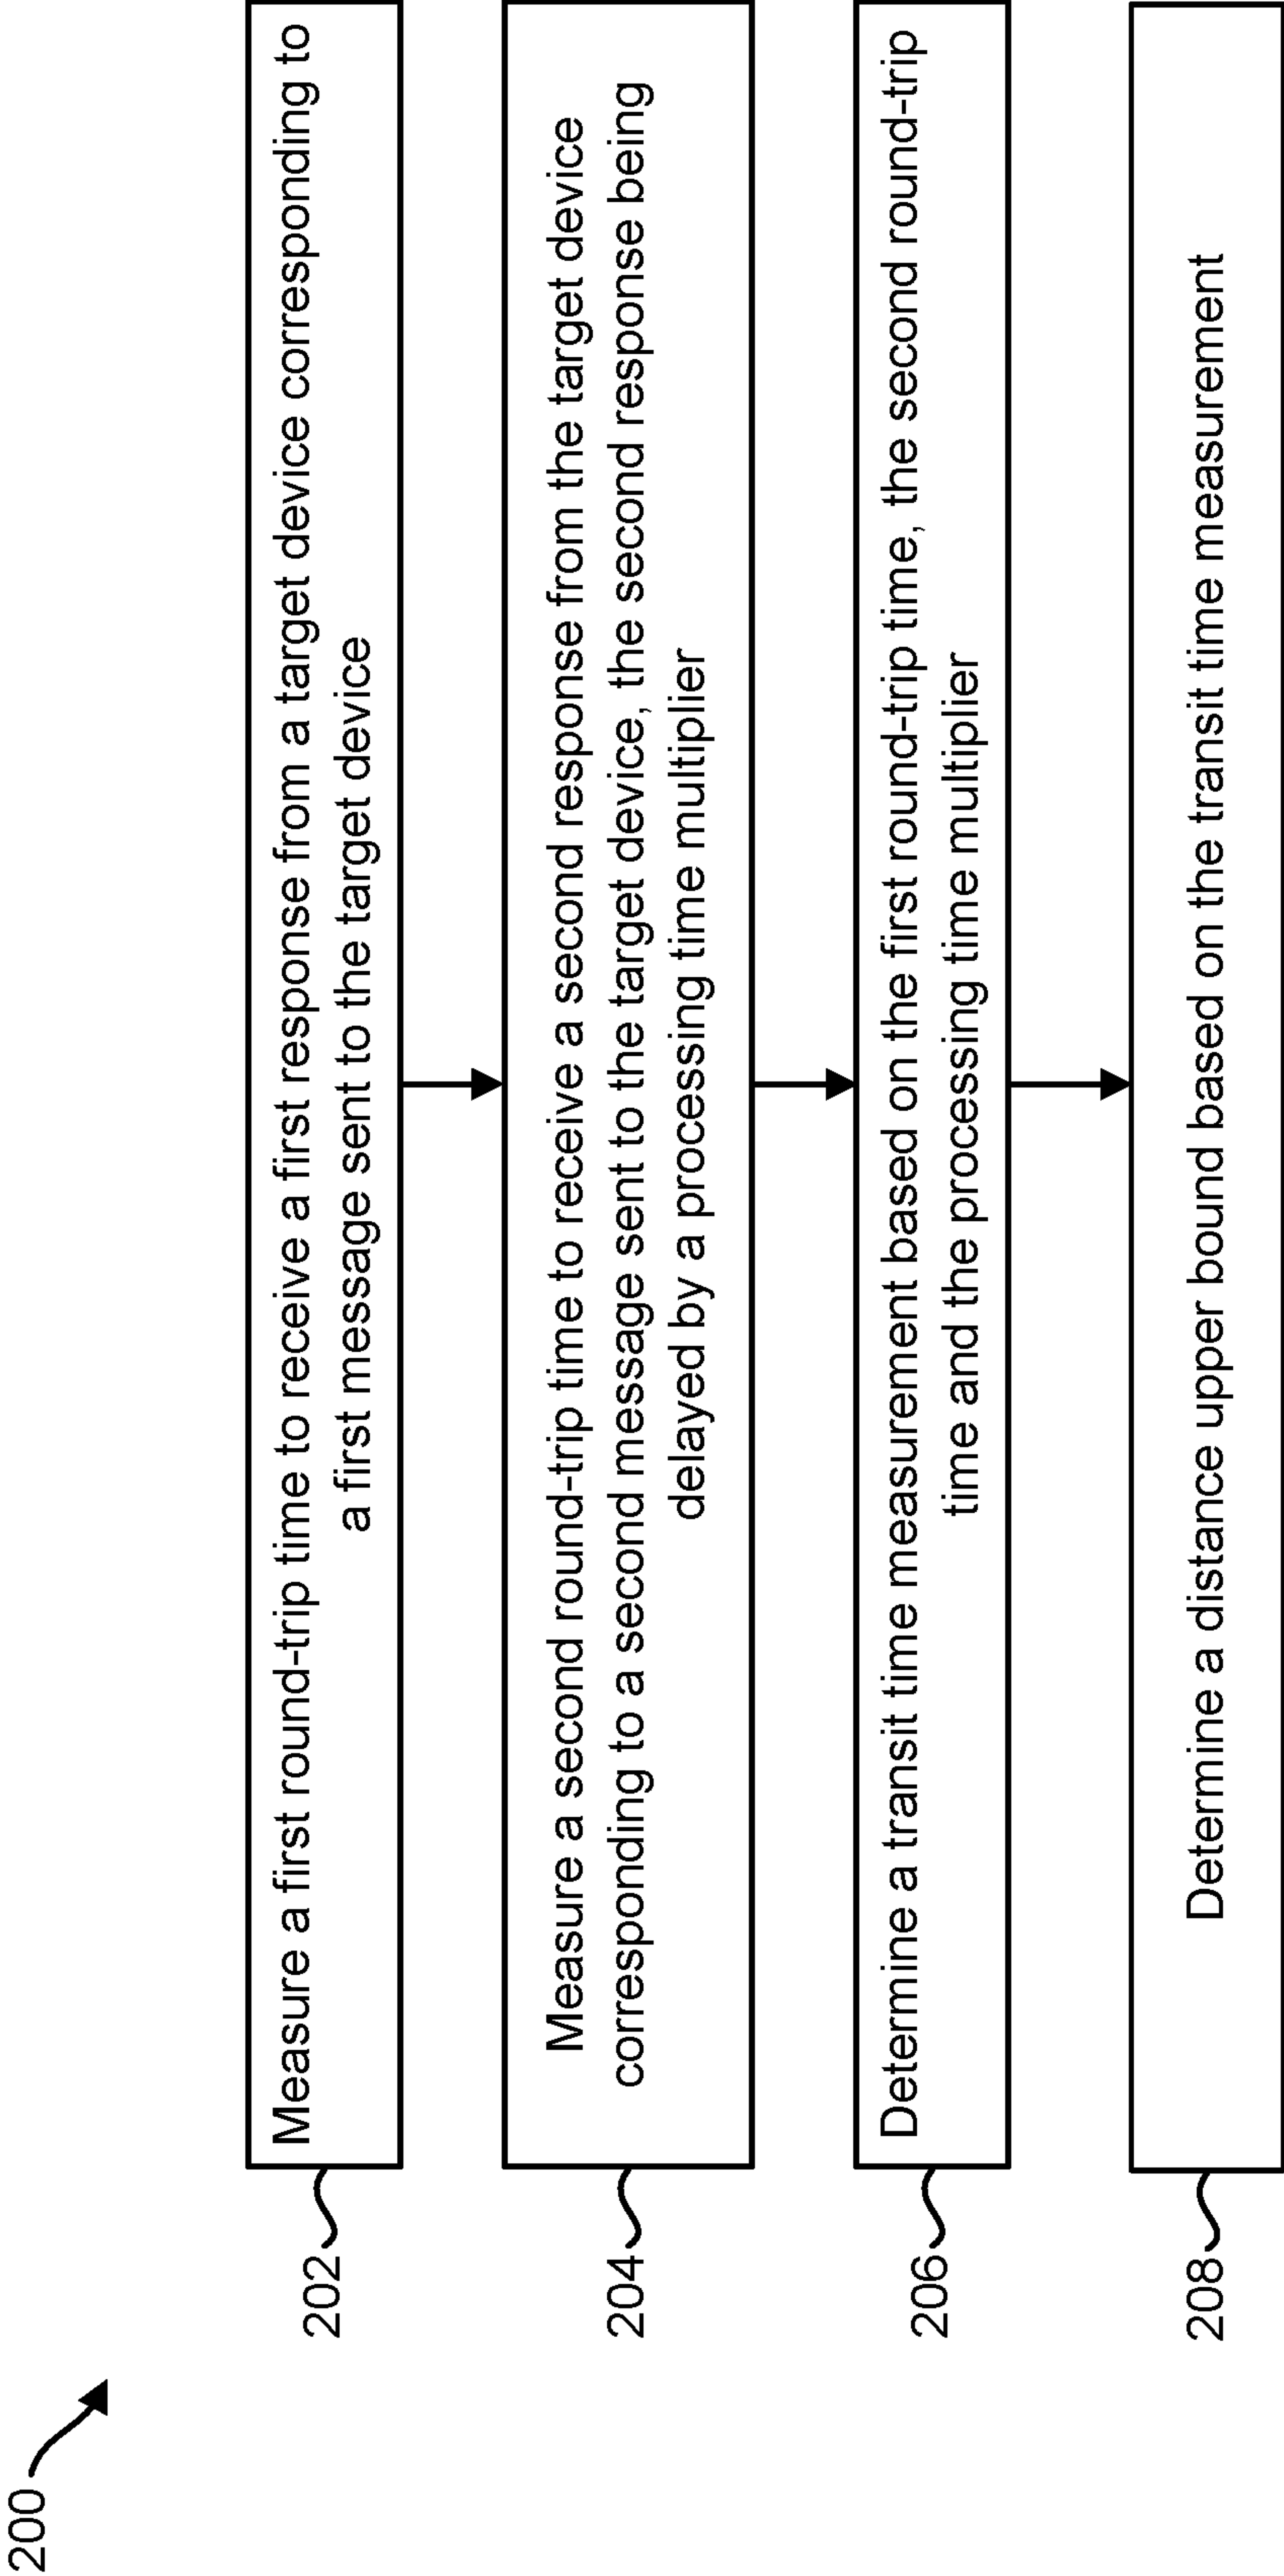 200
202
Measure a first round-trip time to receive a first response from a target device corresponding to
a first message sent to the target device
204
Measure a second round-trip time to receive a second response from the target device
corresponding to a second message sent to the target device, the second response being
delayed by a processing time multiplier
206
Determine a transit time measurement based on the first round-trip time, the second round-trip
time and the processing time multiplier
208
Determine a distance upper bound based on the transit time measurement